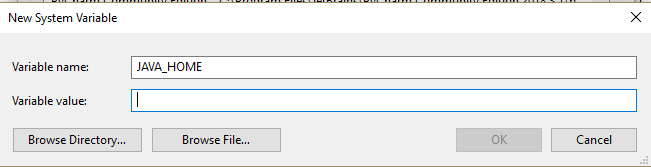 New System Variable
Variable name:
JAVA_HOME
Variable value:
Browse Directory...
Browse File...
OK
Cancel